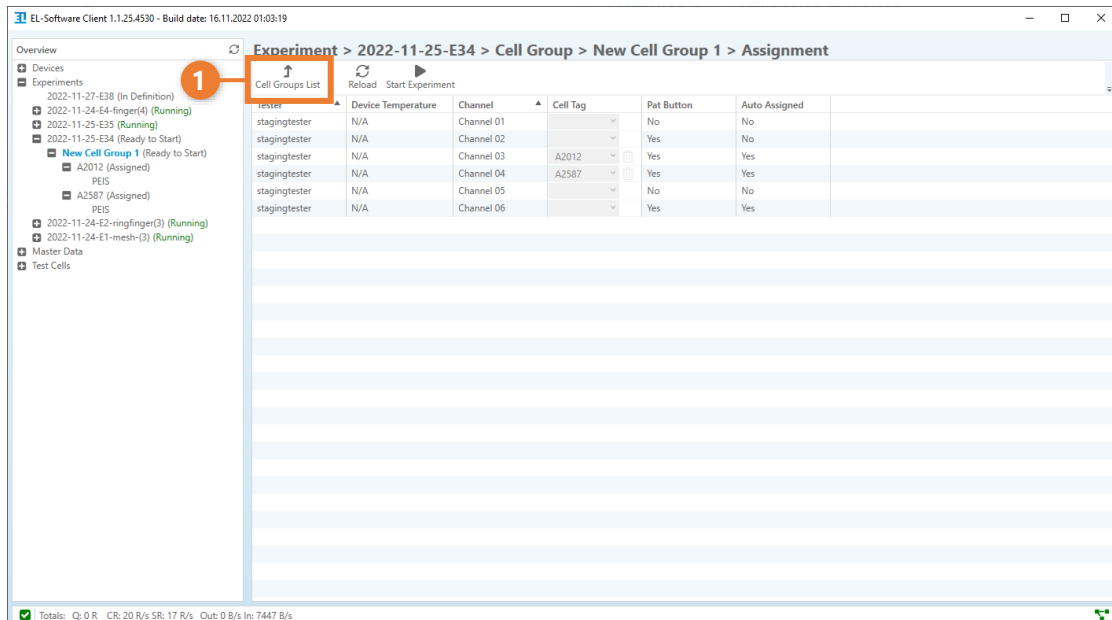 EL-Software Client 1.1.25.4530 - Build date: 16.11.2022 01:03:19
Overview
Devices
Experiments
2022-11-27-E38 (In Definition)
2022-11-24-E4-finger(4) (Running)
2022-11-25-E35 (Running)
2022-11-25-E34 (Ready to Start)
New Cell Group 1 (Ready to Start)
A2012 (Assigned)
PEIS
A2587 (Assigned)
PEIS
2022-11-24-E2-ringfinger(3) (Running)
2022-11-24-E1-mesh-(3) (Running)
Master Data
Test Cells
Experiment > 2022-11-25-E34 > Cell Group > New Cell Group 1 > Assignment
1
Cell Groups List Reload Start Experiment
Tester Device Temperature Channel Cell Tag Pat Button Auto Assigned
stagingtester N/A Channel 01 No No
stagingtester N/A Channel 02 Yes No
stagingtester N/A Channel 03 A2012 Yes Yes
stagingtester N/A Channel 04 A2587 Yes Yes
stagingtester N/A Channel 05 No No
stagingtester N/A Channel 06 Yes Yes
Totals: Q: 0 R CR: 20 R/s SR: 17 R/s Out: 0 B/s In: 7447 B/s